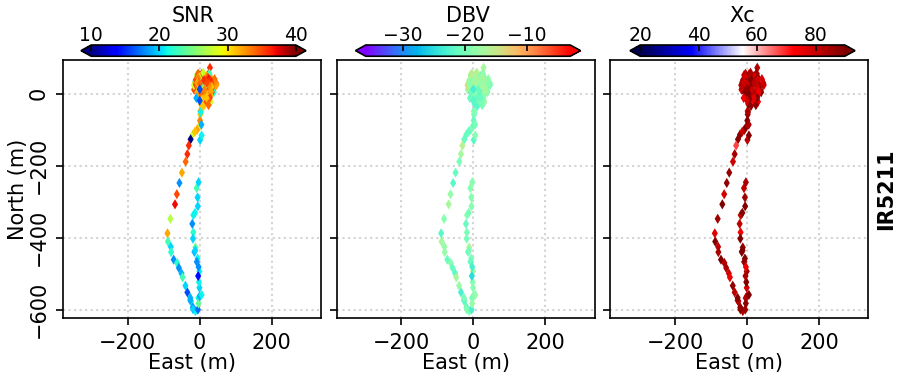 SNR
DBV
Xc
10 20 30 40
−30 −20 −10
20 40 60 80
North (m)
0
−200
−400
−600
IR5211
−200 0 200
−200 0 200
−200 0 200
East (m)
East (m)
East (m)